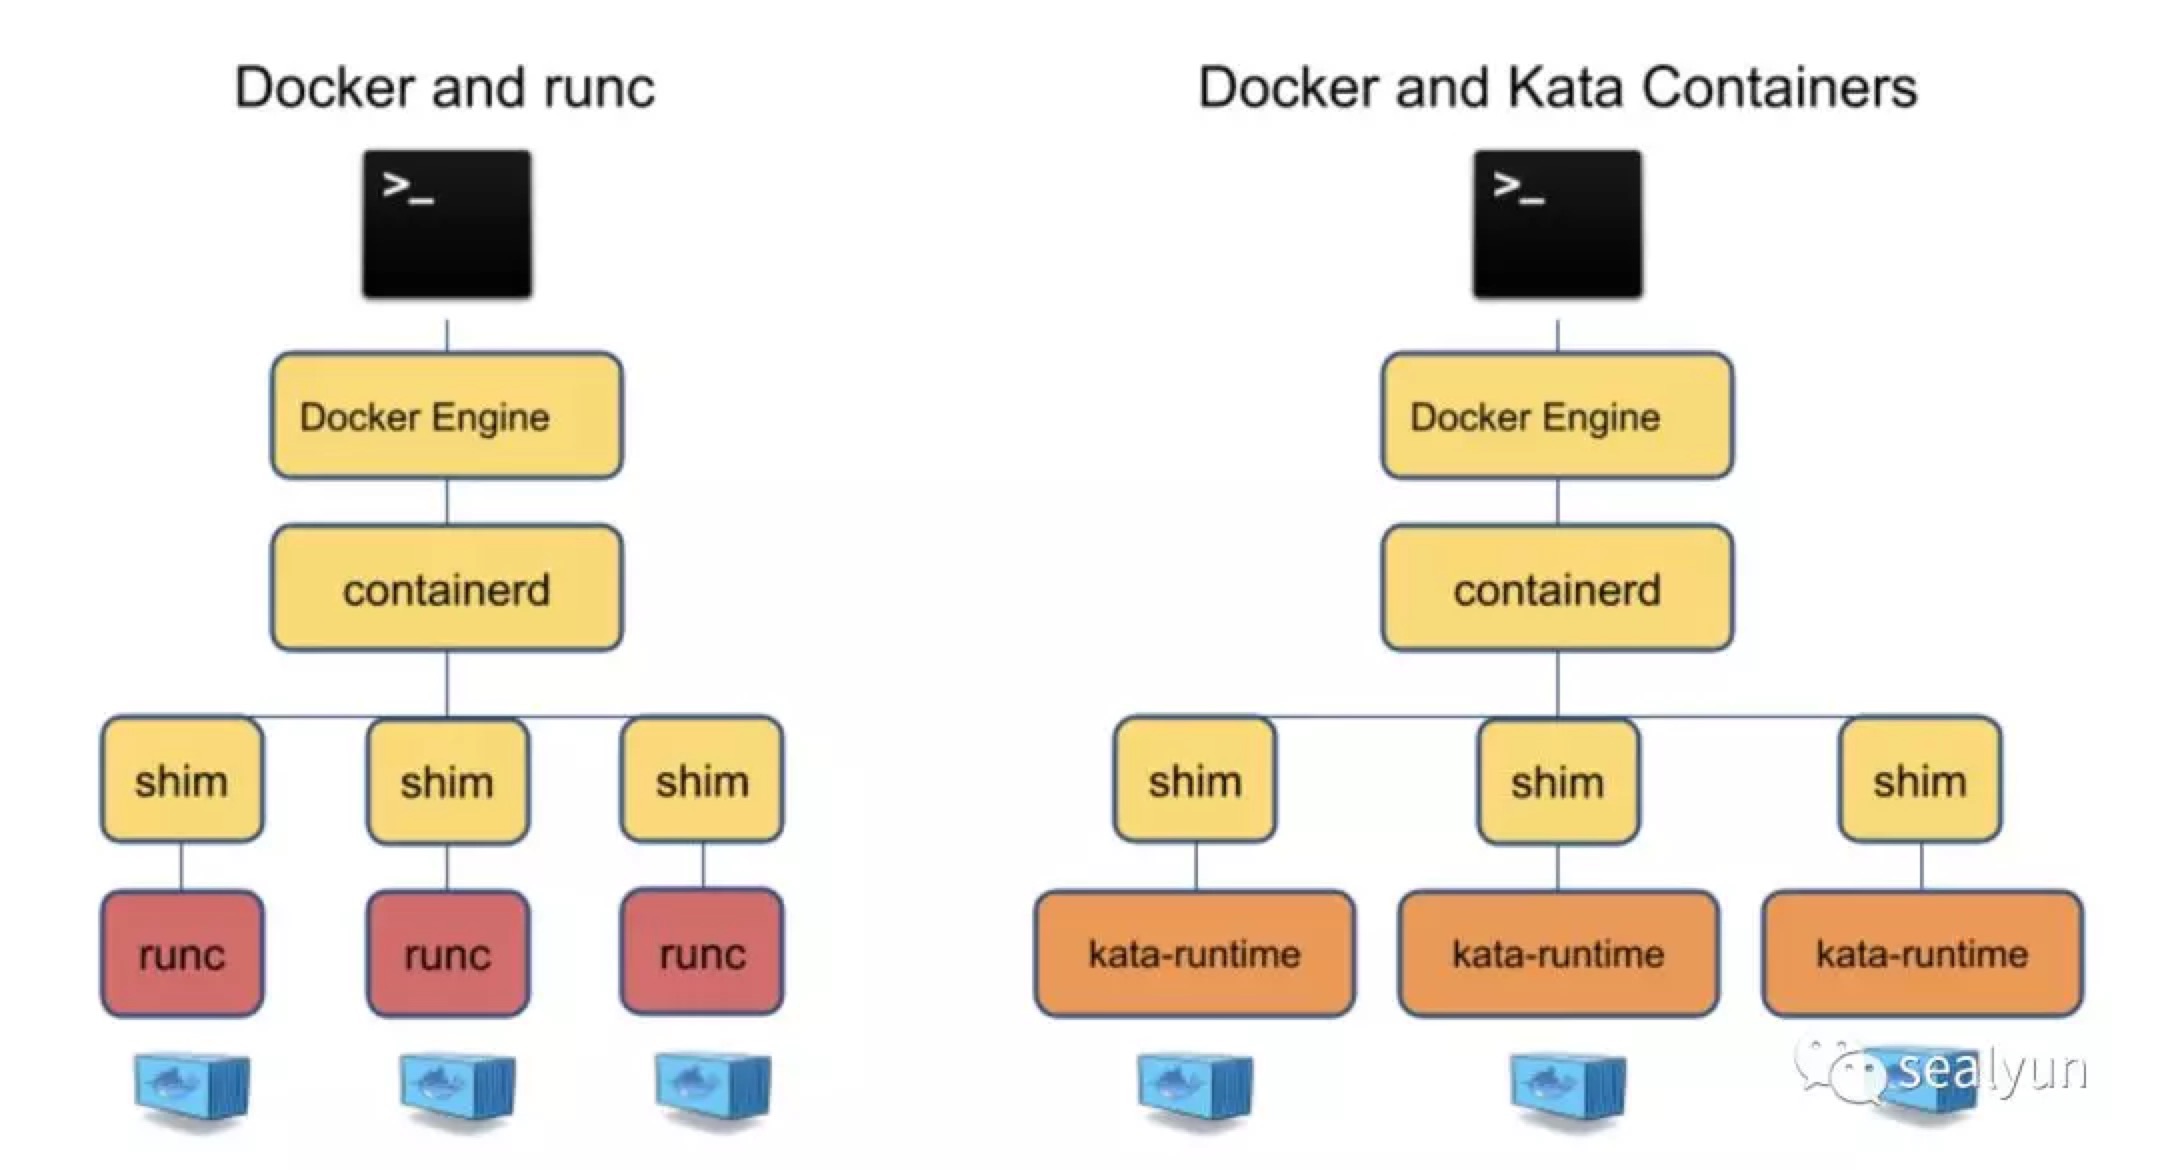 Docker and runc
>_
Docker Engine
containerd
shim
shim
shim
runc
runc
runc
Docker and Kata Containers
>_
Docker Engine
containerd
shim
shim
shim
kata-runtime
kata-runtime
kata-runtime
sealyun